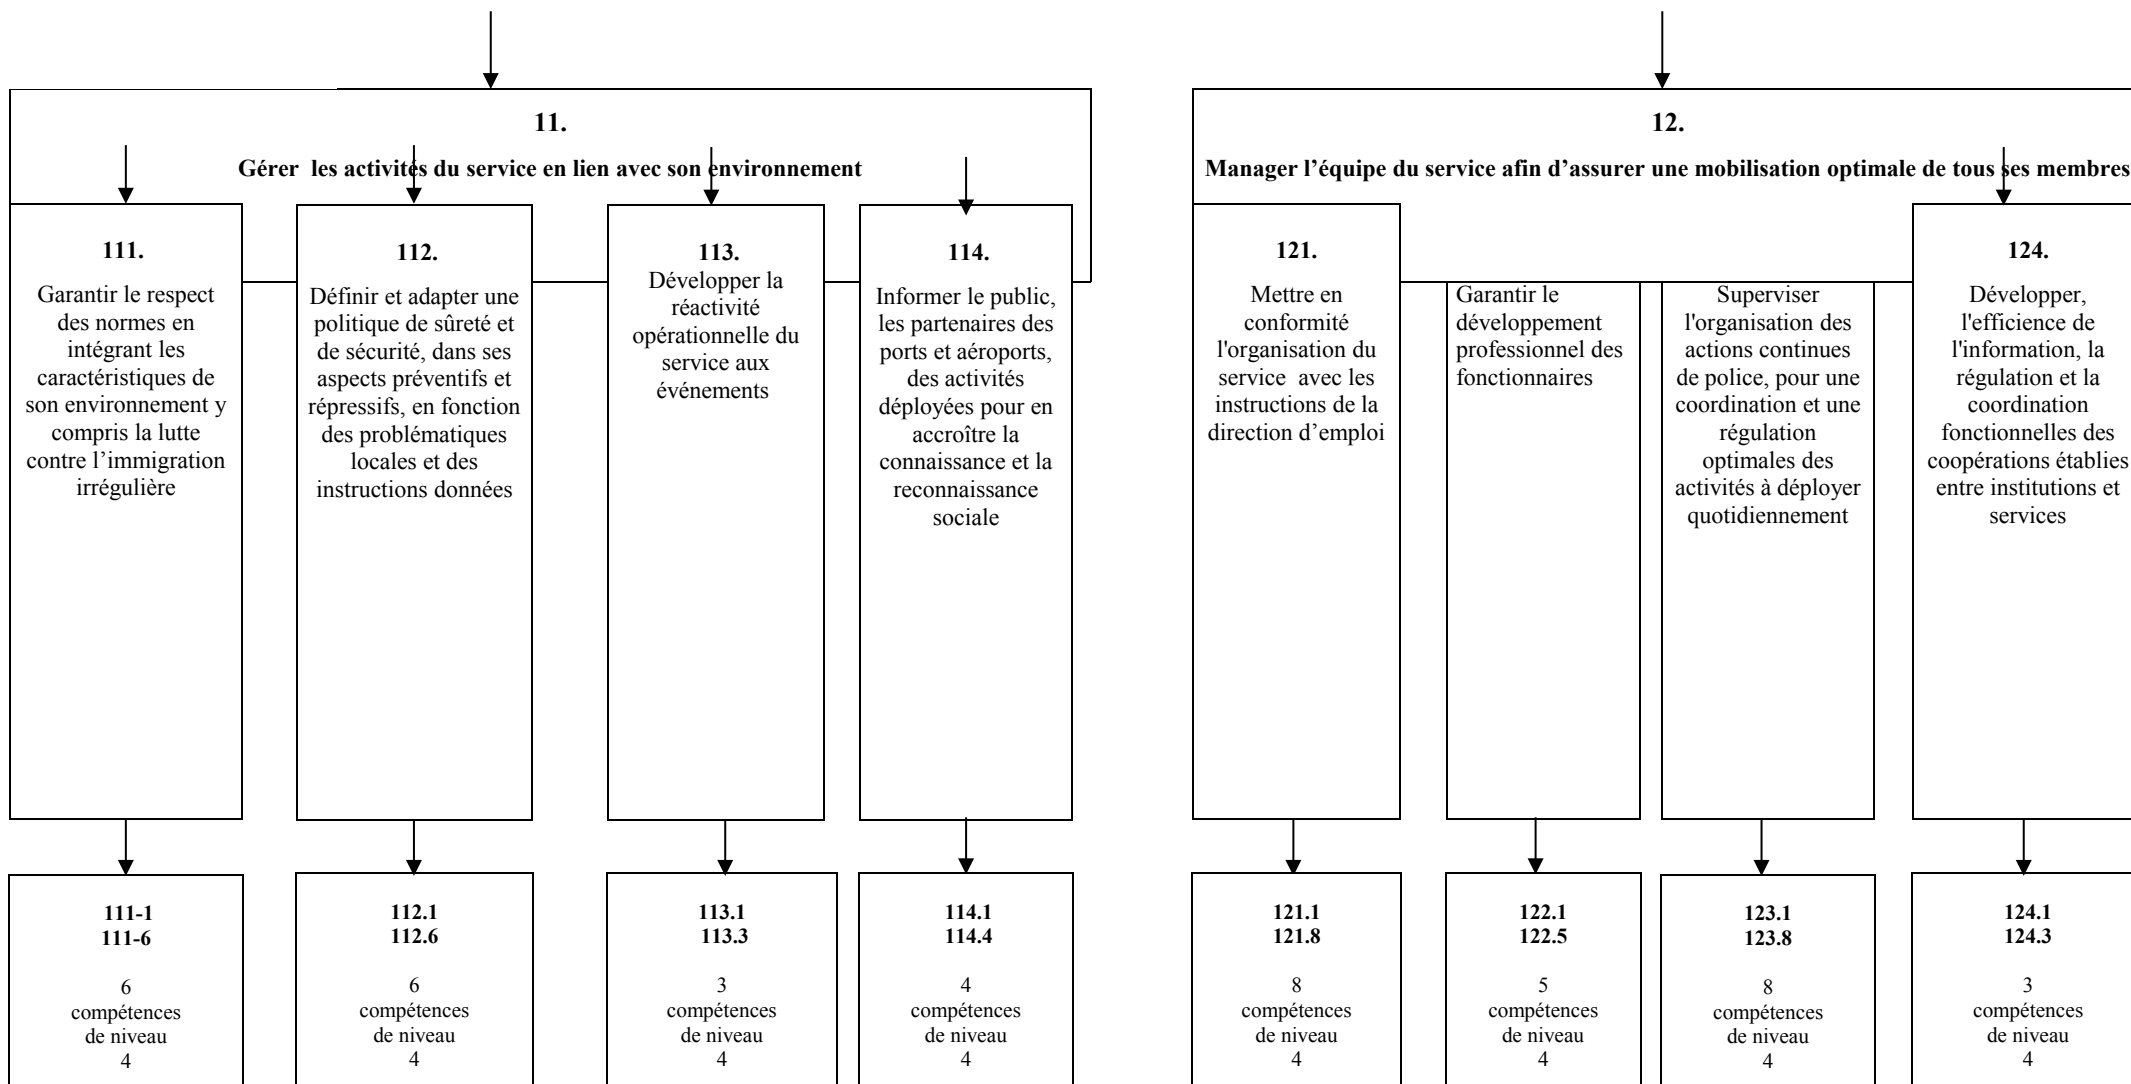 11.
Gérer  les activités du service en lien avec son environnement
111.
Garantir le respect
des normes en
intégrant les
caractéristiques de
son environnement y
compris la lutte
contre l’immigration
irrégulière
112.
Définir et adapter une
politique de sûreté et
de sécurité, dans ses
aspects préventifs et
répressifs, en fonction
des problématiques
locales et des
instructions données
113.
Développer la
réactivité
opérationnelle du
service aux
événements
114.
Informer le public,
les partenaires des
ports et aéroports,
des activités
déployées pour en
accroître la
connaissance et la
reconnaissance
sociale
111-1
111-6
6
compétences
de niveau
4
112.1
112.6
6
compétences
de niveau
4
113.1
113.3
3
compétences
de niveau
4
114.1
114.4
4
compétences
de niveau
4
12.
Manager l’équipe du service afin d’assurer une mobilisation optimale de tous ses membres
121.
Mettre en
conformité
l'organisation du
service  avec les
instructions de la
direction d’emploi
Garantir le
développement
professionnel des
fonctionnaires
Superviser
l'organisation des
actions continues
de police, pour une
coordination et une
régulation
optimales des
activités à déployer
quotidiennement
124.
Développer,
l'efficience de
l'information, la
régulation et la
coordination
fonctionnelles des
coopérations établies
entre institutions et
services
121.1
121.8
8
compétences
de niveau
4
122.1
122.5
5
compétences
de niveau
4
123.1
123.8
8
compétences
de niveau
4
124.1
124.3
3
compétences
de niveau
4